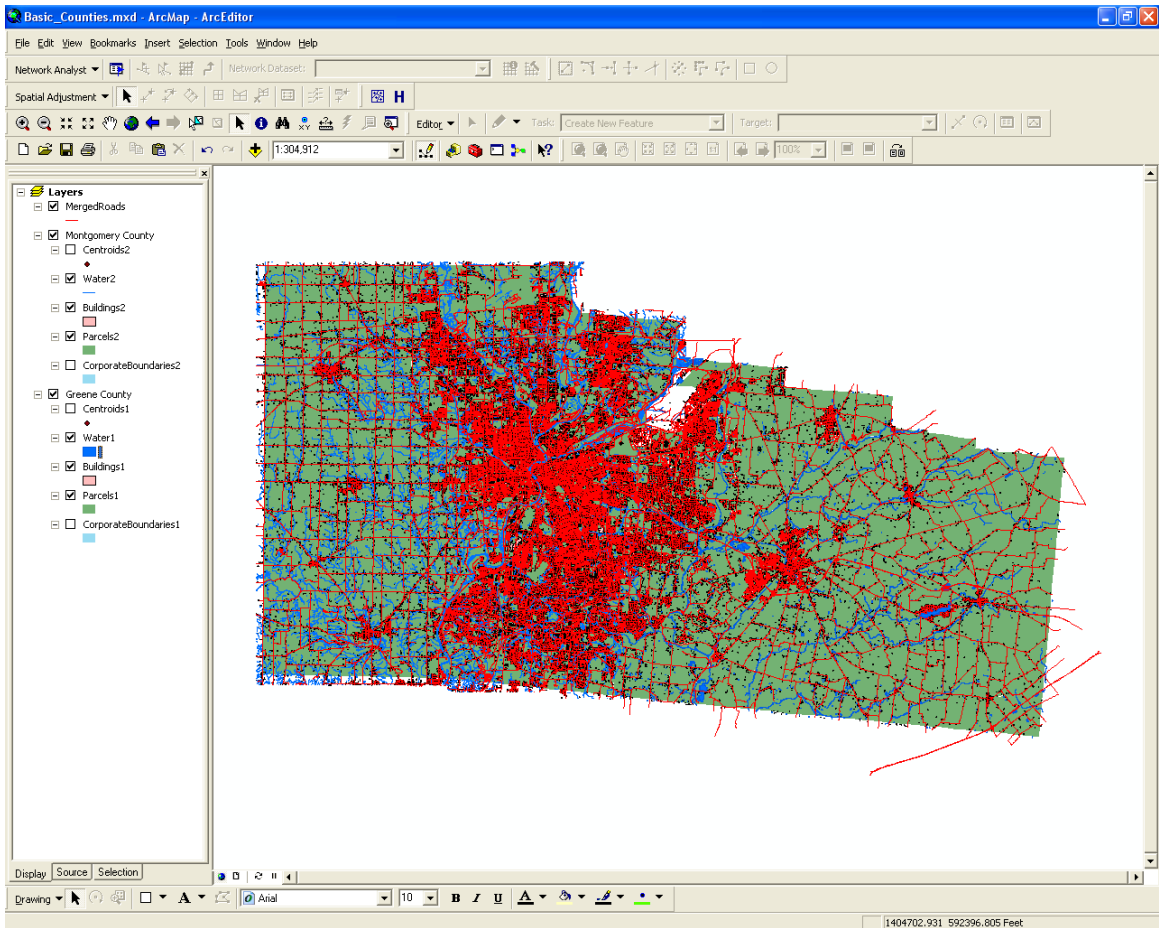 Basic_Counties.mxd - ArcMap - ArcEditor
File Edit View Bookmarks Insert Selection Tools Window Help
Network Analyst Network Dataset:
Spatial Adjustment H
XY Editor Task: Create New Feature Target:
1:304,912 100%
Layers
MergedRoads
Montgomery County
Centroids2
Water2
Buildings2
Parcels2
CorporateBoundaries2
Greene County
Centroids1
Water1
Buildings1
Parcels1
CorporateBoundaries1
Display Source Selection
Drawing A Arial 10 B I U A
1404702.931 592396.805 Feet